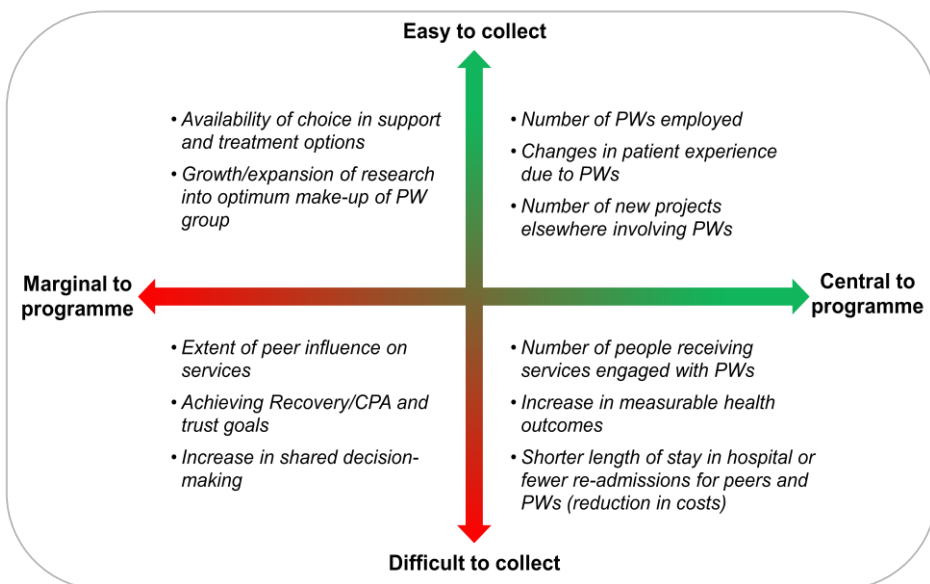 Easy to collect
• Availability of choice in support
and treatment options
• Growth/expansion of research
into optimum make-up of PW
group
• Number of PWs employed
• Changes in patient experience
due to PWs
• Number of new projects
elsewhere involving PWs
Marginal to
programme
Central to
programme
• Extent of peer influence on
services
• Achieving Recovery/CPA and
trust goals
• Increase in shared decision-
making
• Number of people receiving
services engaged with PWs
• Increase in measurable health
outcomes
• Shorter length of stay in hospital or
fewer re-admissions for peers and
PWs (reduction in costs)
Difficult to collect